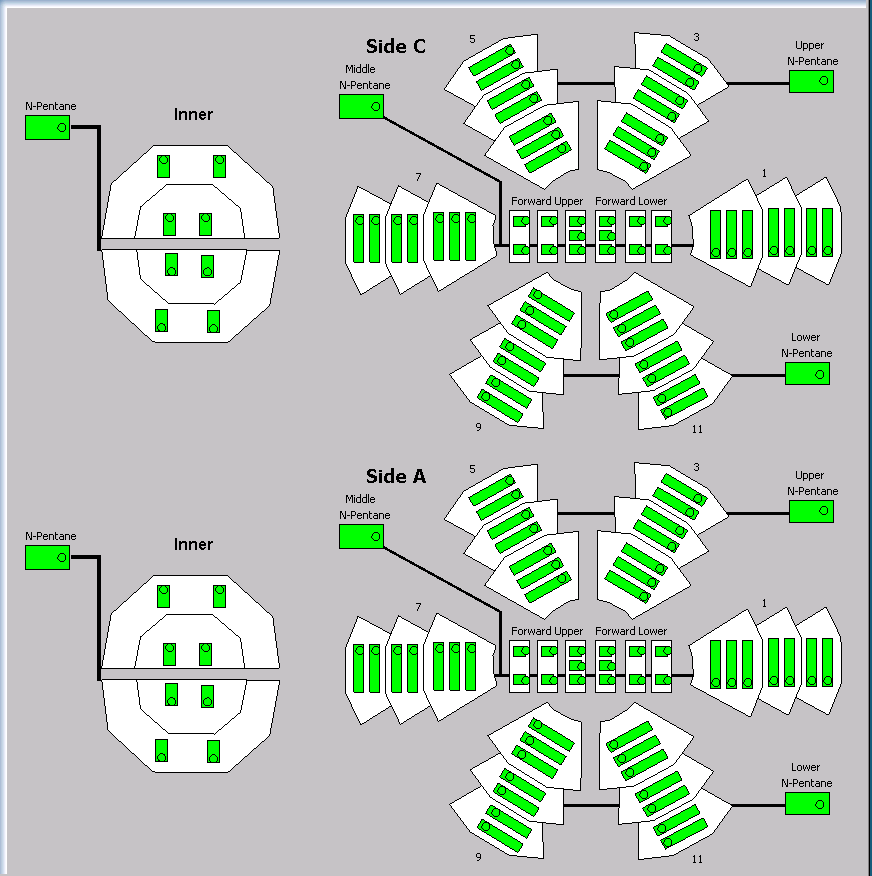 Side C
5
3
Upper
N-Pentane
Middle
N-Pentane
N-Pentane
Inner
7
1
Forward Upper
Forward Lower
Lower
N-Pentane
9
11
Side A
5
3
Upper
N-Pentane
Middle
N-Pentane
N-Pentane
Inner
7
1
Forward Upper
Forward Lower
Lower
N-Pentane
9
11